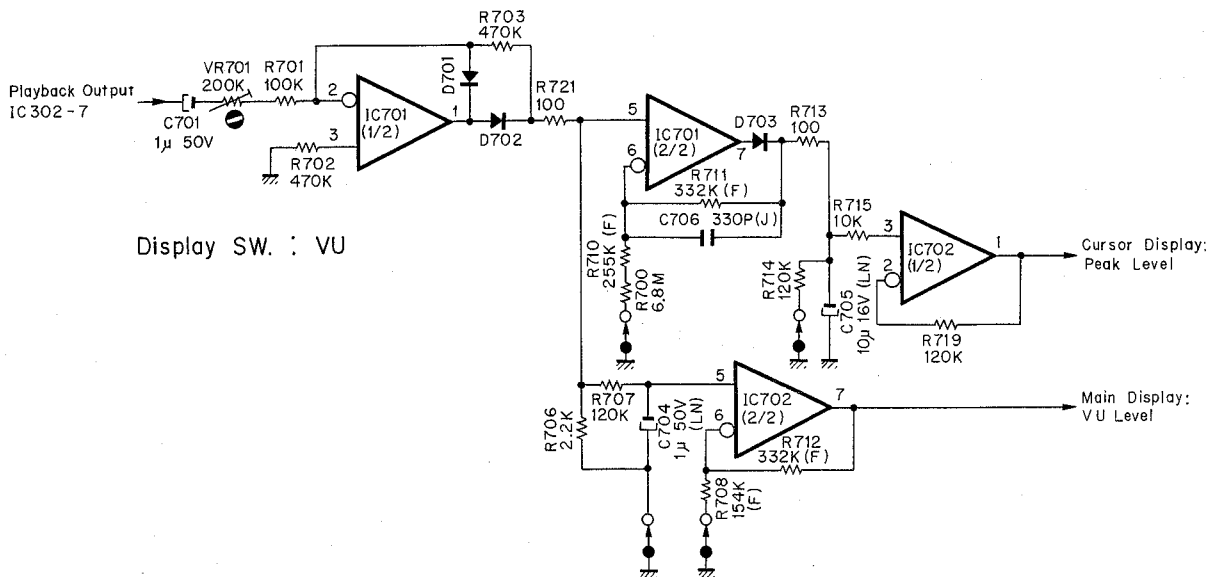 R703
470K
Playback Output
IC302-7
VR701
200K
R701
100K
D701
R721
100
C701
1μ 50V
2
3
1
IC701
(1/2)
D702
R702
470K
5
6
7
IC701
(2/2)
D703
R713
100
R711
332K (F)
C706 330P(J)
R710
255K (F)
R700
6.8M
R715
10K
3
2
1
IC702
(1/2)
Cursor Display:
Peak Level
R714
120K
C705
10μ 16V (LN)
R719
120K
Display SW. : VU
R706
2.2K
R707
120K
C704
1μ 50V
(LN)
5
6
7
IC702
(2/2)
Main Display:
VU Level
R712
332K (F)
R708
154K
(F)